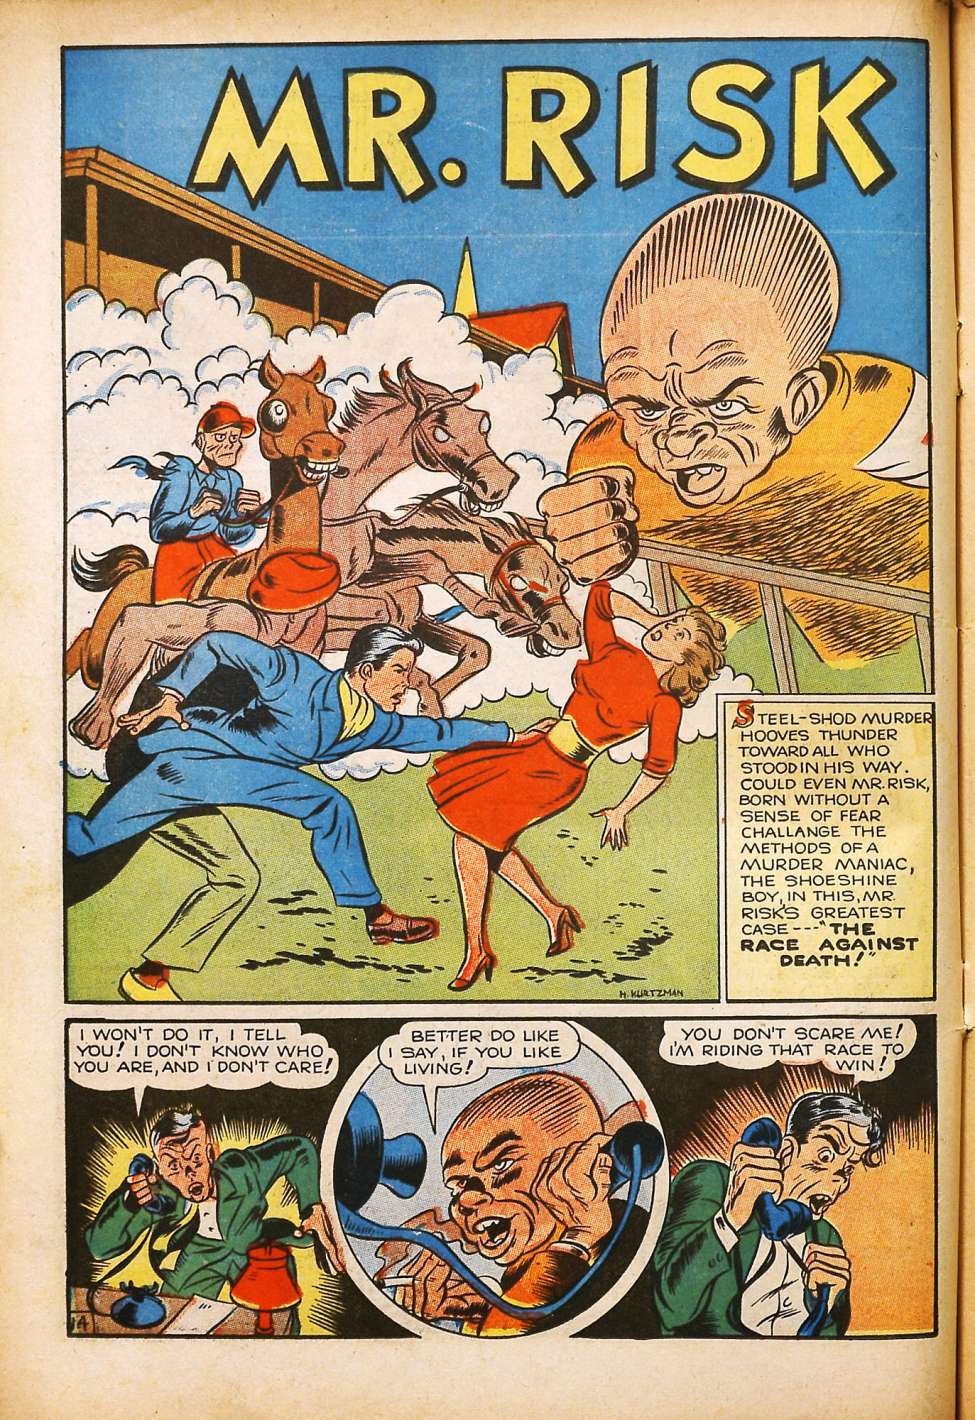 MR. RISK
STEEL-SHOD MURDER
HOOVES THUNDER
TOWARD ALL WHO
STOOD IN HIS WAY.
COULD EVEN MR. RISK,
BORN WITHOUT A
SENSE OF FEAR
CHALLANGE THE
METHODS OF A
MURDER MANIAC,
THE SHOESHINE
BOY, IN THIS, MR.
RISK'S GREATEST
CASE---"THE
RACE AGAINST
DEATH!"
H. KURTZMAN
I WON'T DO IT, I TELL
YOU! I DON'T KNOW WHO
YOU ARE, AND I DON'T CARE!
BETTER DO LIKE
I SAY, IF YOU LIKE
LIVING!
YOU DON'T SCARE ME!
I'M RIDING THAT RACE TO
WIN!
14